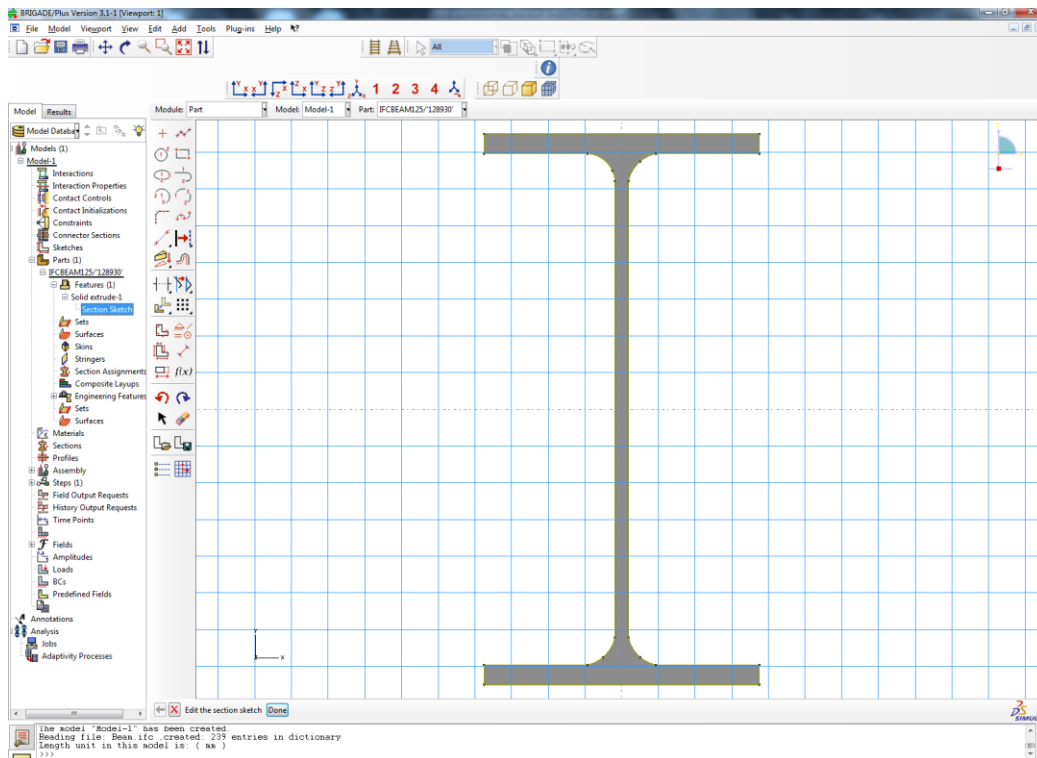 BRIGADE/Plus Version 3.1-1 [Viewport: 1]
File Model Viewport View Edit Add Tools Plug-ins Help
All
1 2 3 4
Model Results
Module: Part Model: Model-1 Part: IFCBEAM125/'128930'
Model Databa
Models (1)
Model-1
Interactions
Interaction Properties
Contact Controls
Contact Initializations
Constraints
Connector Sections
Sketches
Parts (1)
IFCBEAM125/'128930'
Features (1)
Solid extrude-1
Section Sketch
Sets
Surfaces
Skins
Stringers
Section Assignments
Composite Layups
Engineering Features
Sets
Surfaces
Materials
Sections
Profiles
Assembly
Steps (1)
Field Output Requests
History Output Requests
Time Points
Fields
Amplitudes
Loads
BCs
Predefined Fields
Annotations
Analysis
Jobs
Adaptivity Processes
f(x)
Y
X
Edit the section sketch Done
SIMUL
The model "Model-1" has been created.
Reading file: Beam.ifc .created: 239 entries in dictionary
Length unit in this model is: ( mm )
>>>